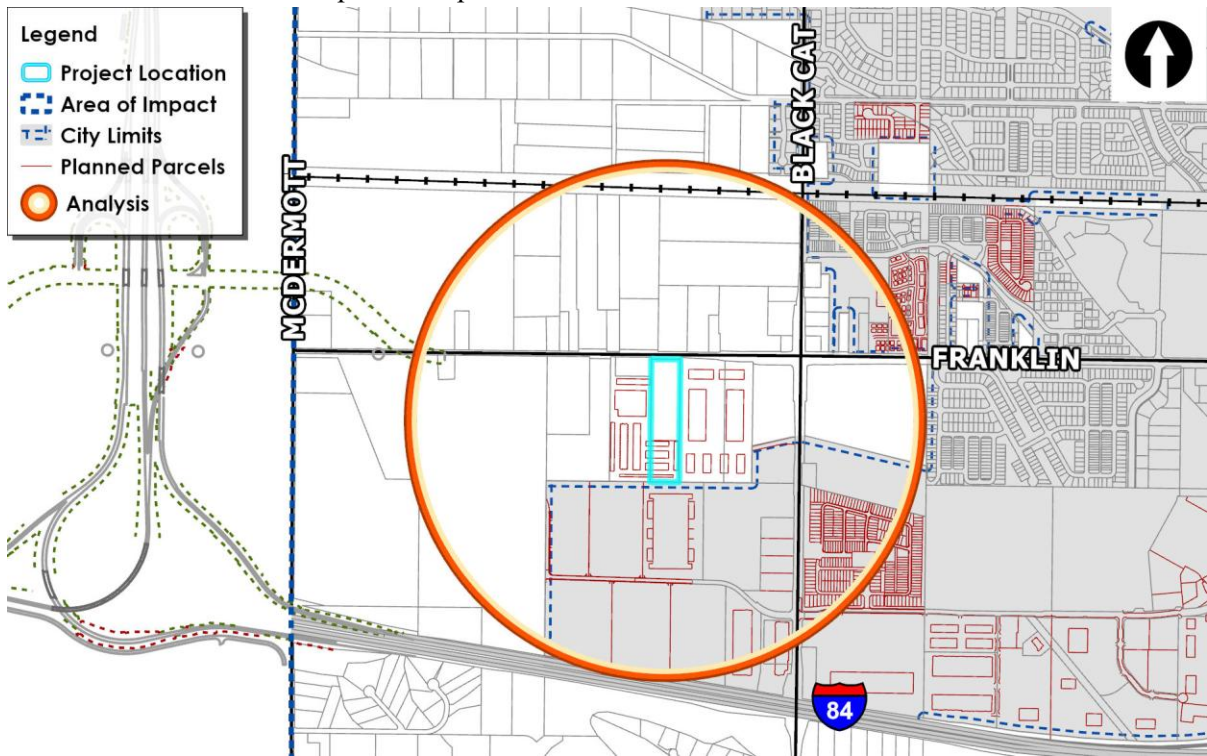 Legend
Project Location
Area of Impact
City Limits
Planned Parcels
Analysis
BLACK CAT
MCDERMOTT
FRANKLIN
84